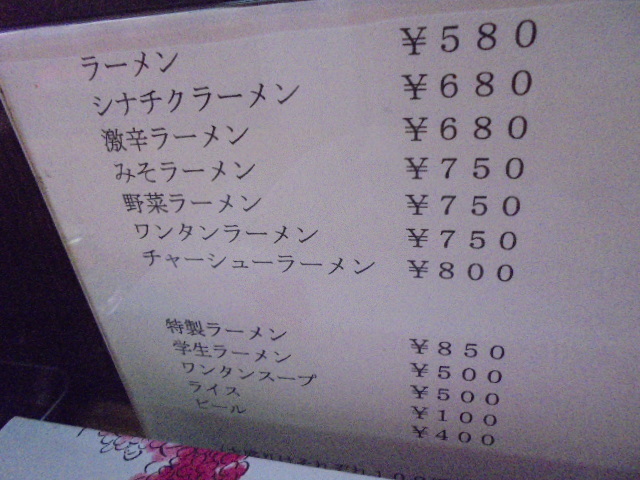 ラーメン ￥５８０
シナチクラーメン ￥６８０
激辛ラーメン ￥６８０
みそラーメン ￥７５０
野菜ラーメン ￥７５０
ワンタンラーメン ￥７５０
チャーシューラーメン ￥８００
特製ラーメン ￥８５０
学生ラーメン ￥５００
ワンタンスープ ￥５００
ライス ￥１００
ビール ￥４００